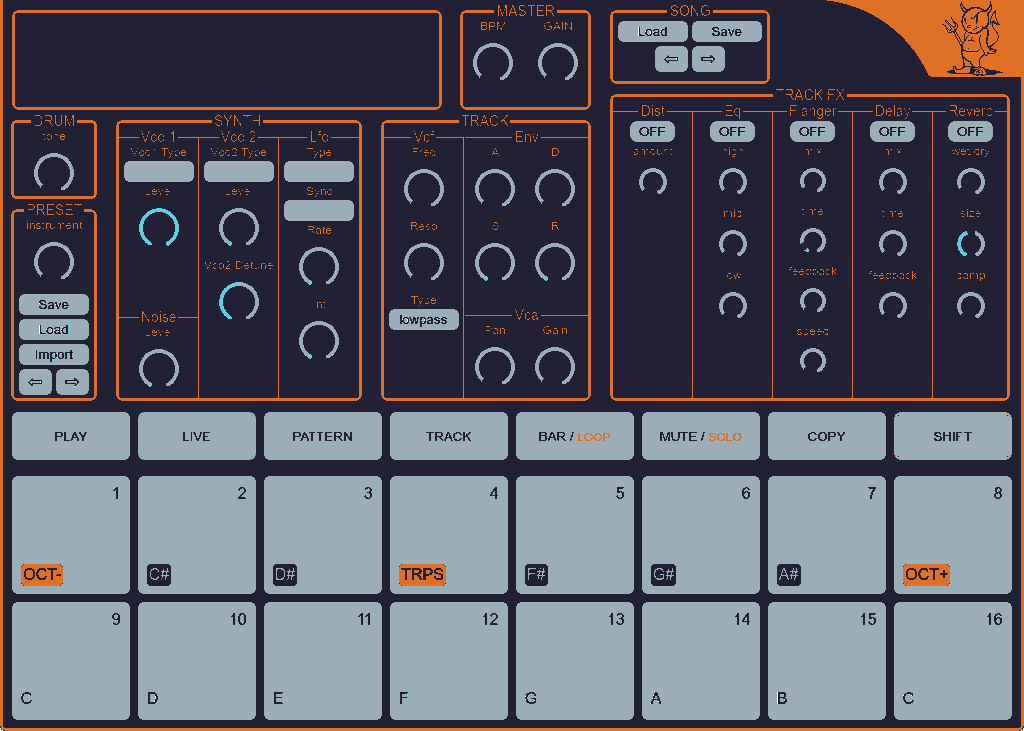 MASTER
BPM GAIN
SONG
Load Save
⇦ ⇨
DRUM
tone
PRESET
instrument
Save
Load
Import
⇦ ⇨
SYNTH
Vco 1 Vco 2 Lfo
Vco1 Type Vco2 Type Type
Level Level Sync
Rate
Vco2 Detune
Int
Noise
Level
TRACK
Vcf Env
Freq A D
Reso S R
Type
lowpass
Vca
Pan Gain
TRACK FX
Dist Eq Flanger Delay Reverb
OFF OFF OFF OFF OFF
amount high mix mix wet/dry
mid time time size
low feedback feedback damp
speed
PLAY LIVE PATTERN TRACK BAR / LOOP MUTE / SOLO COPY SHIFT
1 2 3 4 5 6 7 8
OCT- C# D# TRPS F# G# A# OCT+
9 10 11 12 13 14 15 16
C D E F G A B C